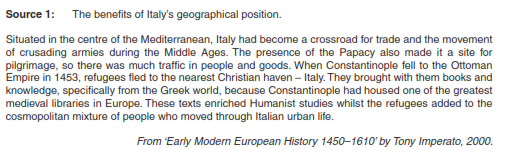 Source 1: The benefits of Italy's geographical position.
Situated in the centre of the Mediterranean, Italy had become a crossroad for trade and the movement
of crusading armies during the Middle Ages. The presence of the Papacy also made it a site for
pilgrimage, so there was much traffic in people and goods. When Constantinople fell to the Ottoman
Empire in 1453, refugees fled to the nearest Christian haven – Italy. They brought with them books and
knowledge, specifically from the Greek world, because Constantinople had housed one of the greatest
medieval libraries in Europe. These texts enriched Humanist studies whilst the refugees added to the
cosmopolitan mixture of people who moved through Italian urban life.
From 'Early Modern European History 1450–1610' by Tony Imperato, 2000.